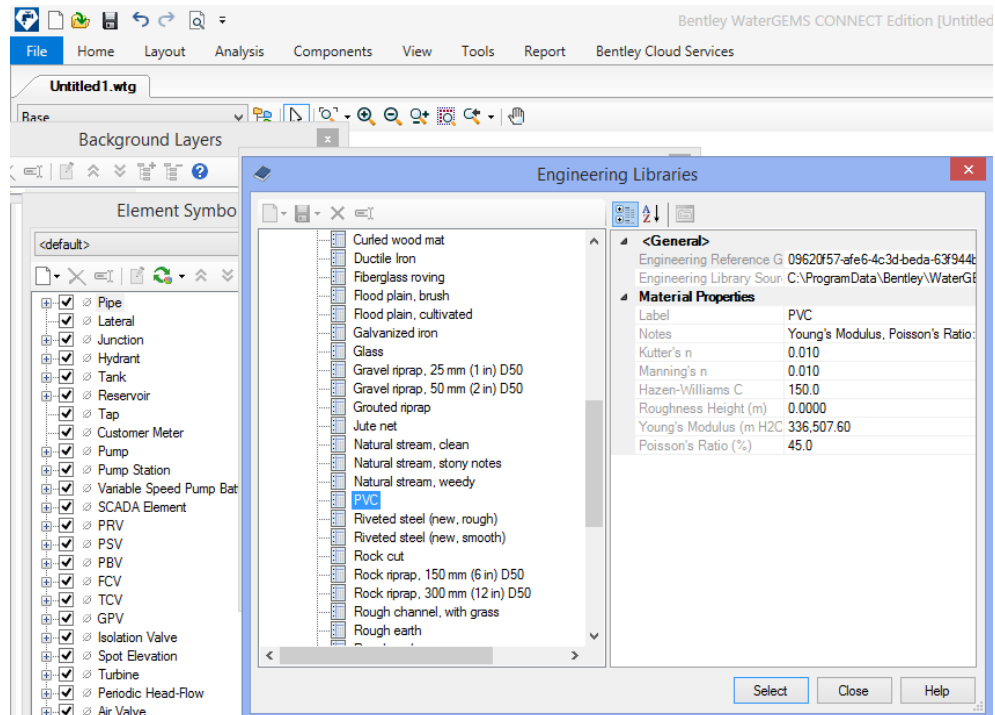 Bentley WaterGEMS CONNECT Edition [Untitled
File Home Layout Analysis Components View Tools Report Bentley Cloud Services
Untitled1.wtg
Base
Background Layers
Element Symbo
<default>
Pipe
Lateral
Junction
Hydrant
Tank
Reservoir
Tap
Customer Meter
Pump
Pump Station
Variable Speed Pump Bat
SCADA Element
PRV
PSV
PBV
FCV
TCV
GPV
Isolation Valve
Spot Elevation
Turbine
Periodic Head-Flow
Air Valve
Engineering Libraries
Curled wood mat
Ductile Iron
Fiberglass roving
Flood plain, brush
Flood plain, cultivated
Galvanized iron
Glass
Gravel riprap, 25 mm (1 in) D50
Gravel riprap, 50 mm (2 in) D50
Grouted riprap
Jute net
Natural stream, clean
Natural stream, stony notes
Natural stream, weedy
PVC
Riveted steel (new, rough)
Riveted steel (new, smooth)
Rock cut
Rock riprap, 150 mm (6 in) D50
Rock riprap, 300 mm (12 in) D50
Rough channel, with grass
Rough earth
<General>
Engineering Reference G 09620f57-afe6-4c3d-beda-63f944b
Engineering Library Sour C:\ProgramData\Bentley\WaterGE
Material Properties
Label PVC
Notes Young's Modulus, Poisson's Ratio:
Kutter's n 0.010
Manning's n 0.010
Hazen-Williams C 150.0
Roughness Height (m) 0.0000
Young's Modulus (m H2C 336,507.60
Poisson's Ratio (%) 45.0
Select Close Help